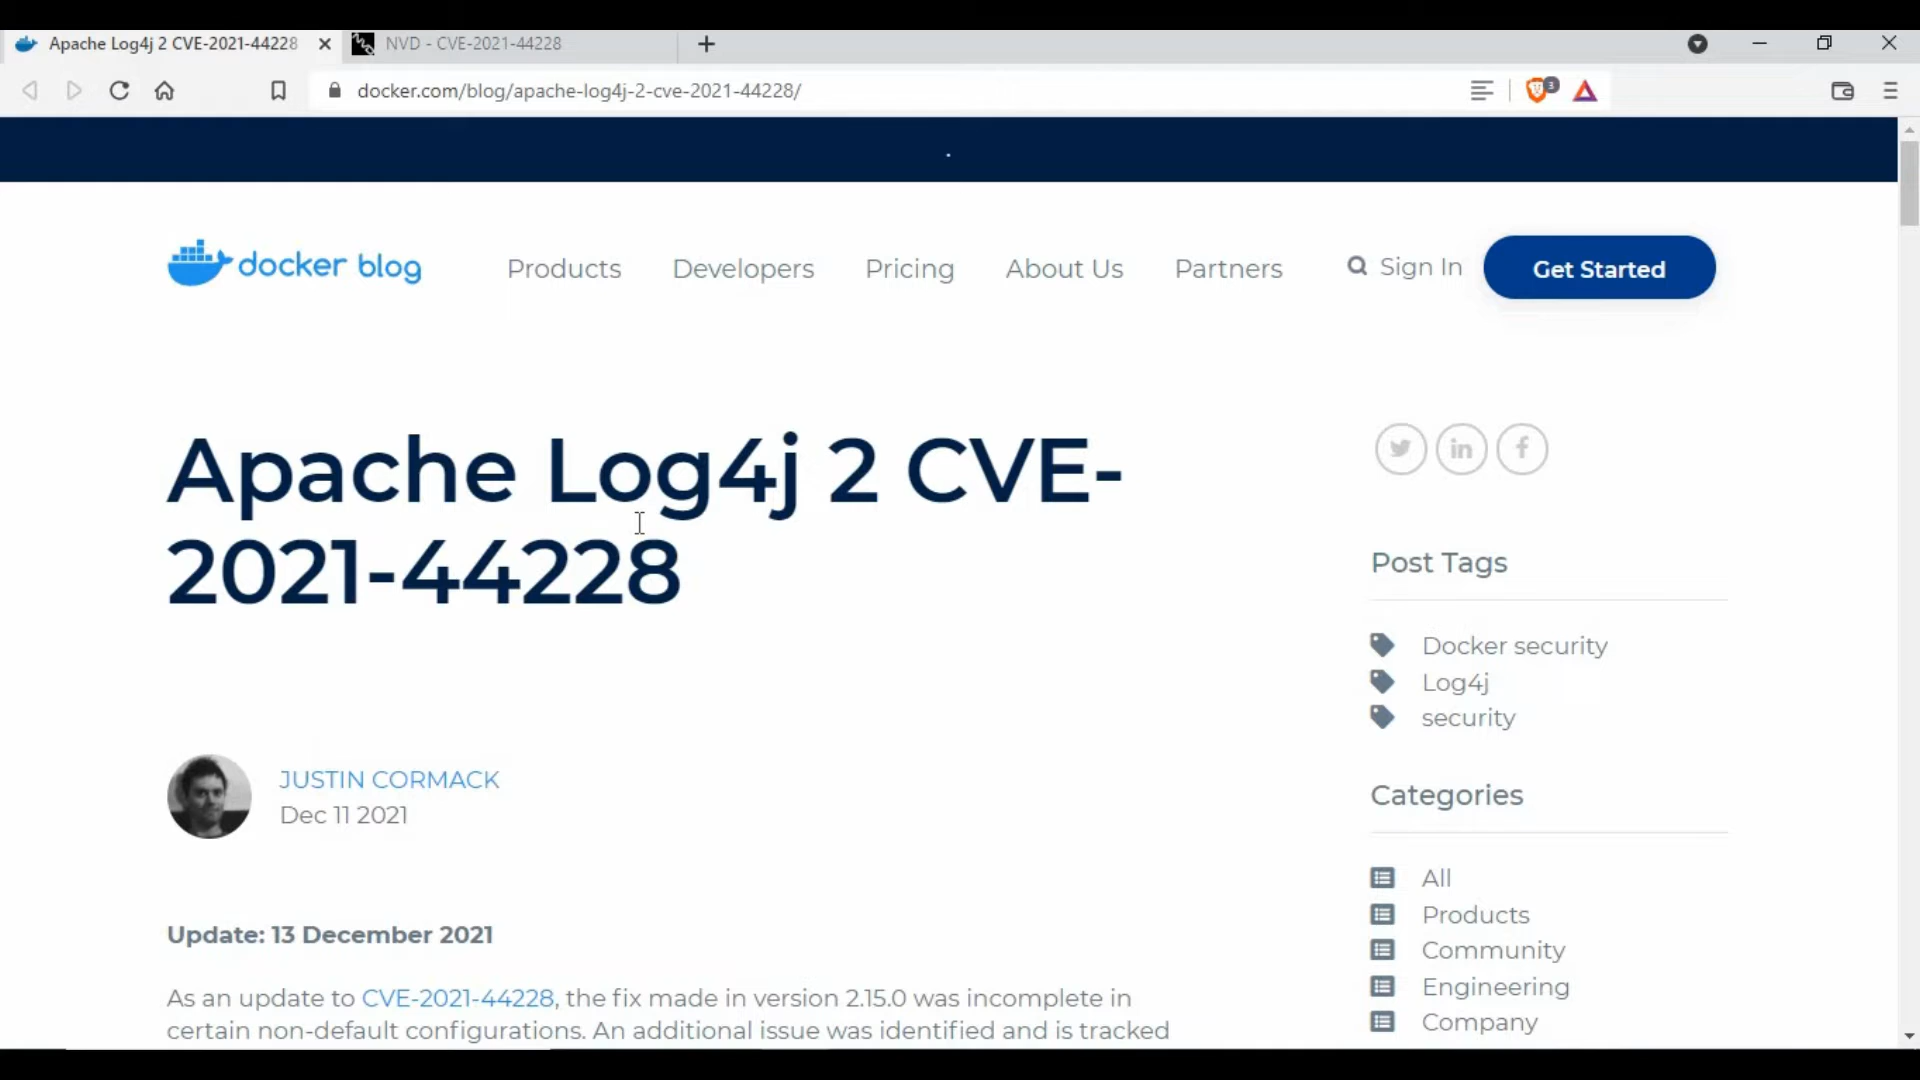 Apache Log4j 2 CVE-2021-44228
NVD - CVE-2021-44228
docker.com/blog/apache-log4j-2-cve-2021-44228/
3
docker blog
Products
Developers
Pricing
About Us
Partners
Sign In
Get Started
Apache Log4j 2 CVE-
2021-44228
JUSTIN CORMACK
Dec 11 2021
Update: 13 December 2021
As an update to CVE-2021-44228, the fix made in version 2.15.0 was incomplete in
certain non-default configurations. An additional issue was identified and is tracked
Post Tags
Docker security
Log4j
security
Categories
All
Products
Community
Engineering
Company